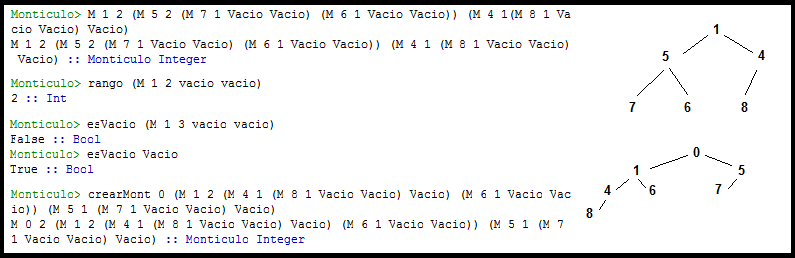 Monticulo> M 1 2 (M 5 2 (M 7 1 Vacio Vacio) (M 6 1 Vacio Vacio)) (M 4 1(M 8 1 Va
cio Vacio) Vacio)
M 1 2 (M 5 2 (M 7 1 Vacio Vacio) (M 6 1 Vacio Vacio)) (M 4 1 (M 8 1 Vacio Vacio)
Vacio) :: Monticulo Integer
Monticulo> rango (M 1 2 vacio vacio)
2 :: Int
Monticulo> esVacio (M 1 3 vacio vacio)
False :: Bool
Monticulo> esVacio Vacio
True :: Bool
Monticulo> crearMont 0 (M 1 2 (M 4 1 (M 8 1 Vacio Vacio) Vacio) (M 6 1 Vacio Vac
io)) (M 5 1 (M 7 1 Vacio Vacio) Vacio)
M 0 2 (M 1 2 (M 4 1 (M 8 1 Vacio Vacio) Vacio) (M 6 1 Vacio Vacio)) (M 5 1 (M 7
1 Vacio Vacio) Vacio) :: Monticulo Integer
1
5 4
7 6 8
0
1 5
4 6 7
8